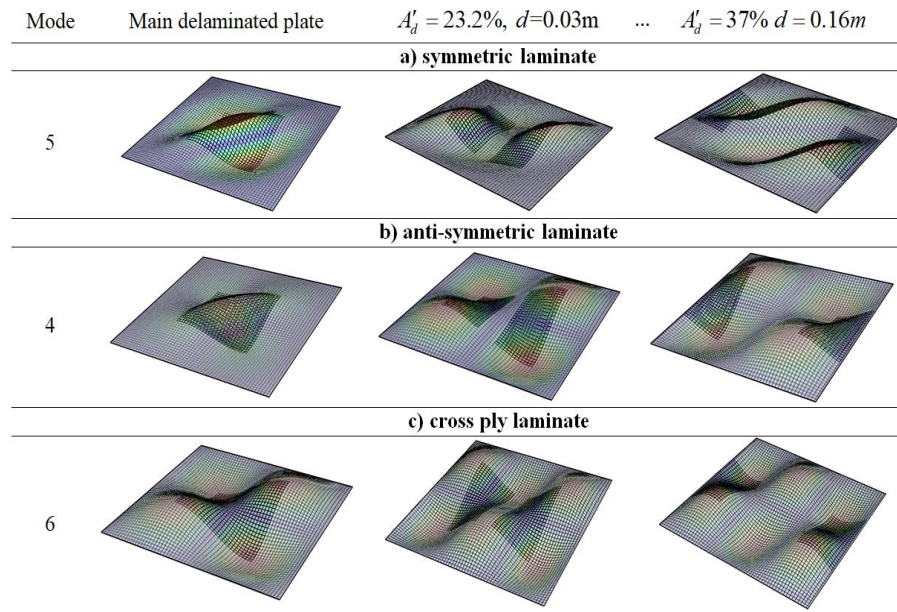 Mode Main delaminated plate A′d = 23.2%, d=0.03m ... A′d = 37% d = 0.16m
a) symmetric laminate
5
b) anti-symmetric laminate
4
c) cross ply laminate
6